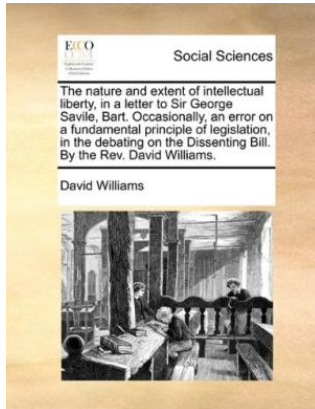 ECCO
Social Sciences
The nature and extent of intellectual
liberty, in a letter to Sir George
Savile, Bart. Occasionally, an error on
a fundamental principle of legislation,
in the debating on the Dissenting Bill.
By the Rev. David Williams.
David Williams